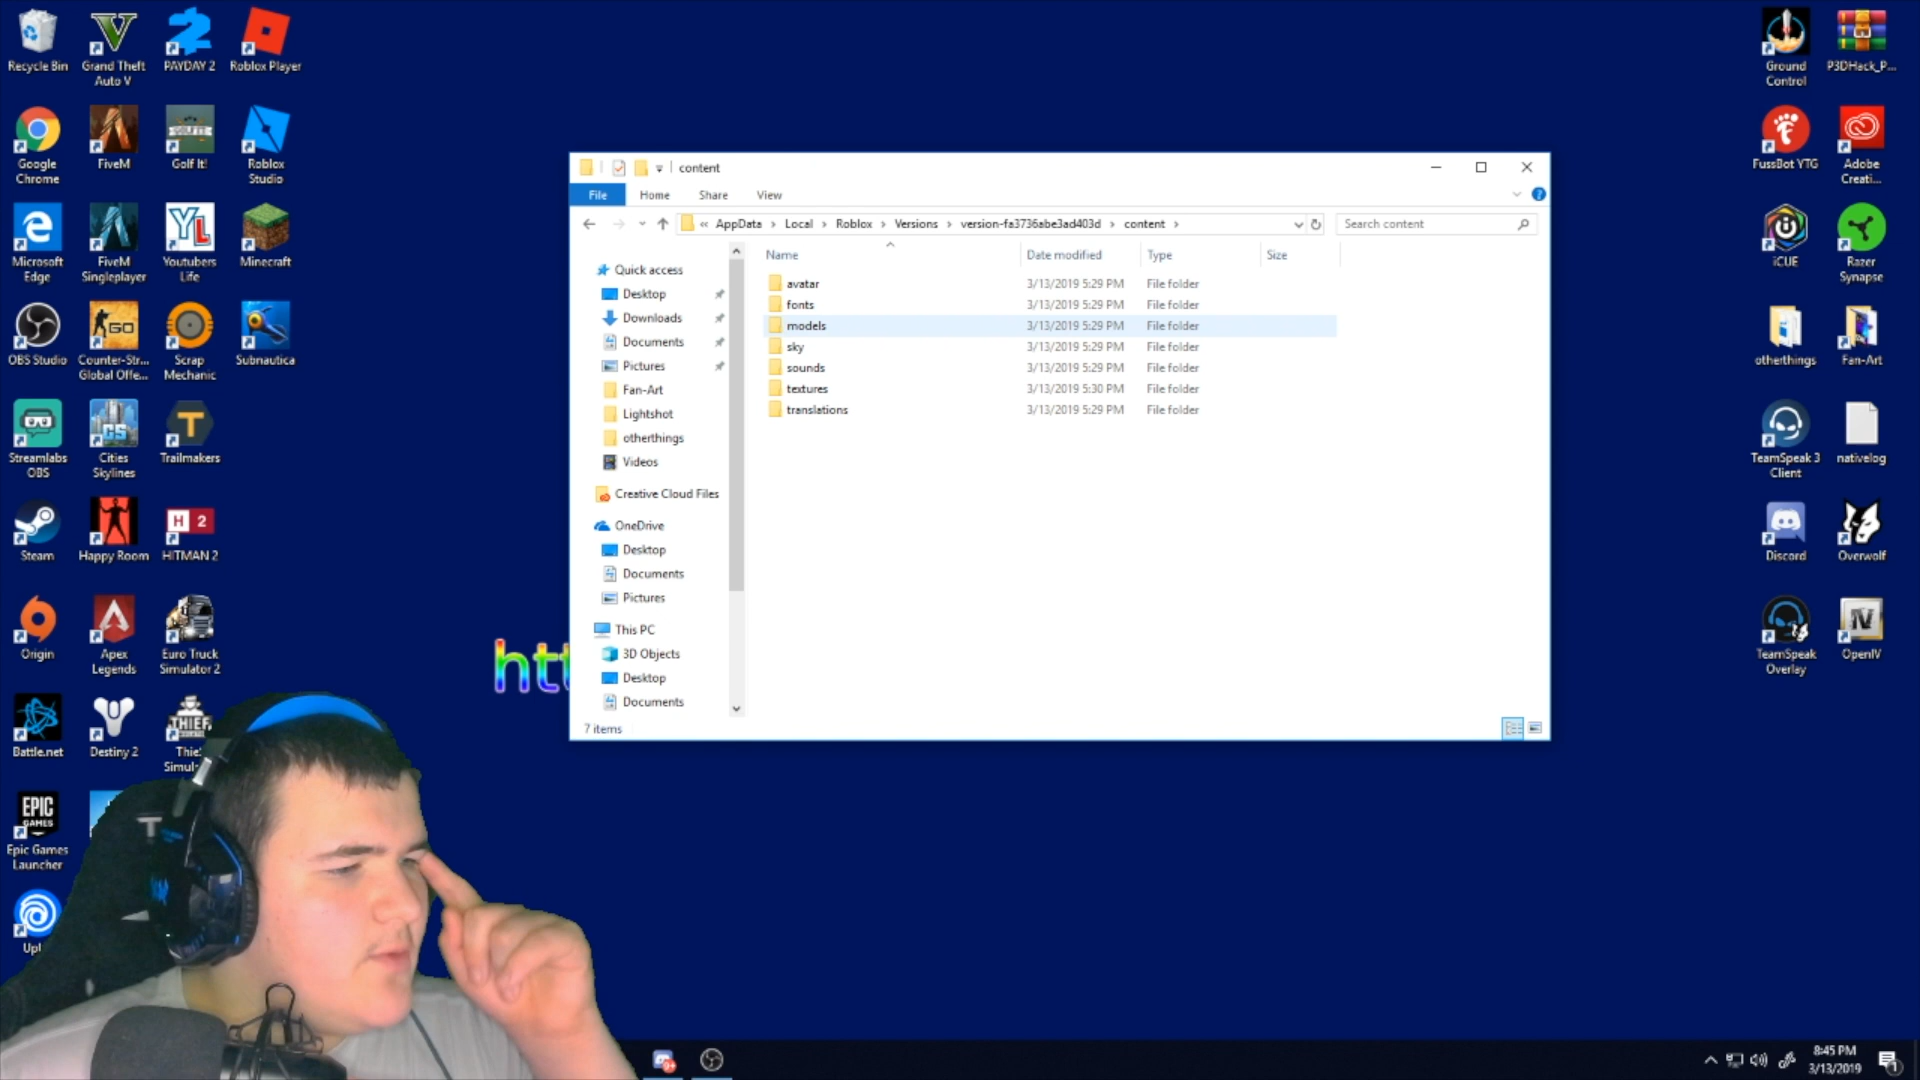 Recycle Bin
Grand Theft
Auto V
PAYDAY 2
Roblox Player
Google
Chrome
FiveM
GOLF IT!
Golf It!
Roblox
Studio
Microsoft
Edge
FiveM
Singleplayer
YL
Youtubers
Life
Minecraft
OBS Studio
GO
Counter-Str...
Global Offe...
Scrap
Mechanic
Subnautica
Streamlabs
OBS
CS
Cities
Skylines
Trailmakers
Steam
Happy Room
H 2
HITMAN 2
Origin
Apex
Legends
Euro Truck
Simulator 2
Battle.net
Destiny 2
THIEF
EPIC
GAMES
Epic Games
Launcher
Ground
Control
P3DHack_P...
FussBot YTG
Adobe
Creati...
iCUE
Razer
Synapse
otherthings
Fan-Art
TeamSpeak 3
Client
nativelog
Discord
Overwolf
TeamSpeak
Overlay
IV
OpenIV
content
File
Home
Share
View
« AppData > Local > Roblox > Versions > version-fa3736abe3ad403d > content >
Search content
Name
Date modified
Type
Size
avatar 3/13/2019 5:29 PM File folder
fonts 3/13/2019 5:29 PM File folder
models 3/13/2019 5:29 PM File folder
sky 3/13/2019 5:29 PM File folder
sounds 3/13/2019 5:29 PM File folder
textures 3/13/2019 5:30 PM File folder
translations 3/13/2019 5:29 PM File folder
Quick access
Desktop
Downloads
Documents
Pictures
Fan-Art
Lightshot
otherthings
Videos
Creative Cloud Files
OneDrive
Desktop
Documents
Pictures
This PC
3D Objects
Desktop
Documents
7 items
8:45 PM
3/13/2019
1